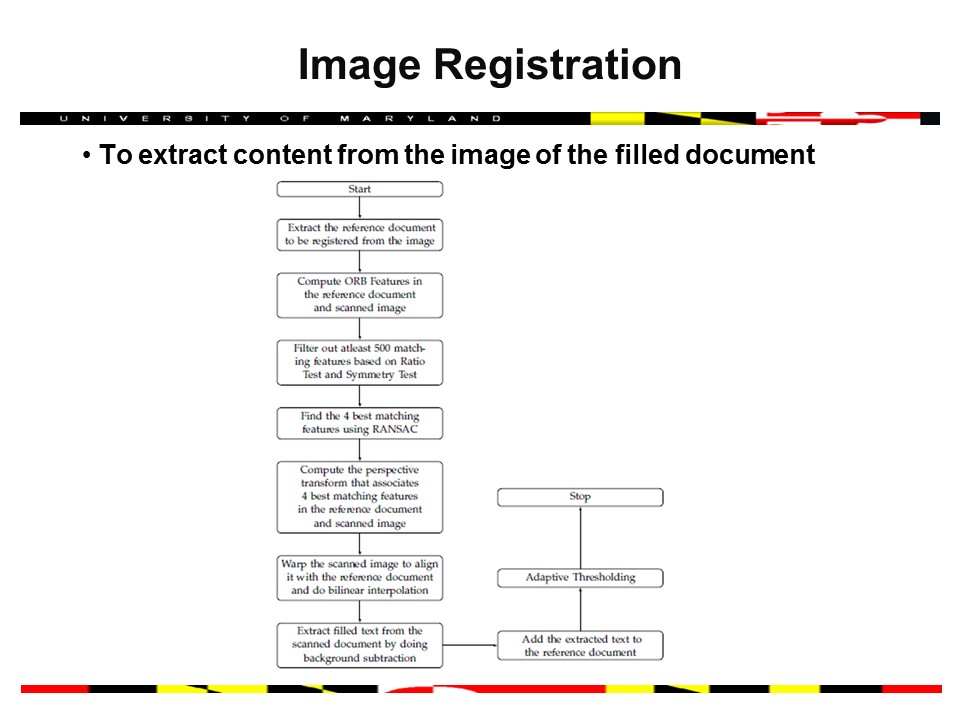 Image Registration
UNIVERSITY OF MARYLAND
• To extract content from the image of the filled document
Start
Extract the reference document
to be registered from the image
Compute ORB Features in
the reference document
and scanned image
Filter out atleast 500 match-
ing features based on Ratio
Test and Symmetry Test
Find the 4 best matching
features using RANSAC
Compute the perspective
transform that associates
4 best matching features
in the reference document
and scanned image
Warp the scanned image to align
it with the reference document
and do bilinear interpolation
Extract filled text from the
scanned document by doing
background subtraction
Add the extracted text to
the reference document
Adaptive Thresholding
Stop